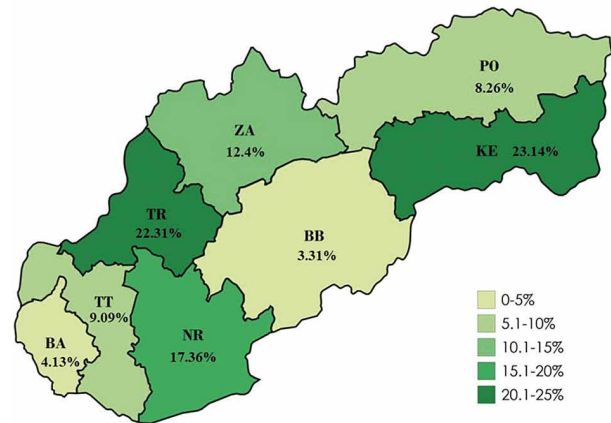 PO
8.26%
ZA
12.4%
KE 23.14%
TR
22.31%
BB
3.31%
TT
9.09%
NR
17.36%
BA
4.13%
0-5%
5.1-10%
10.1-15%
15.1-20%
20.1-25%